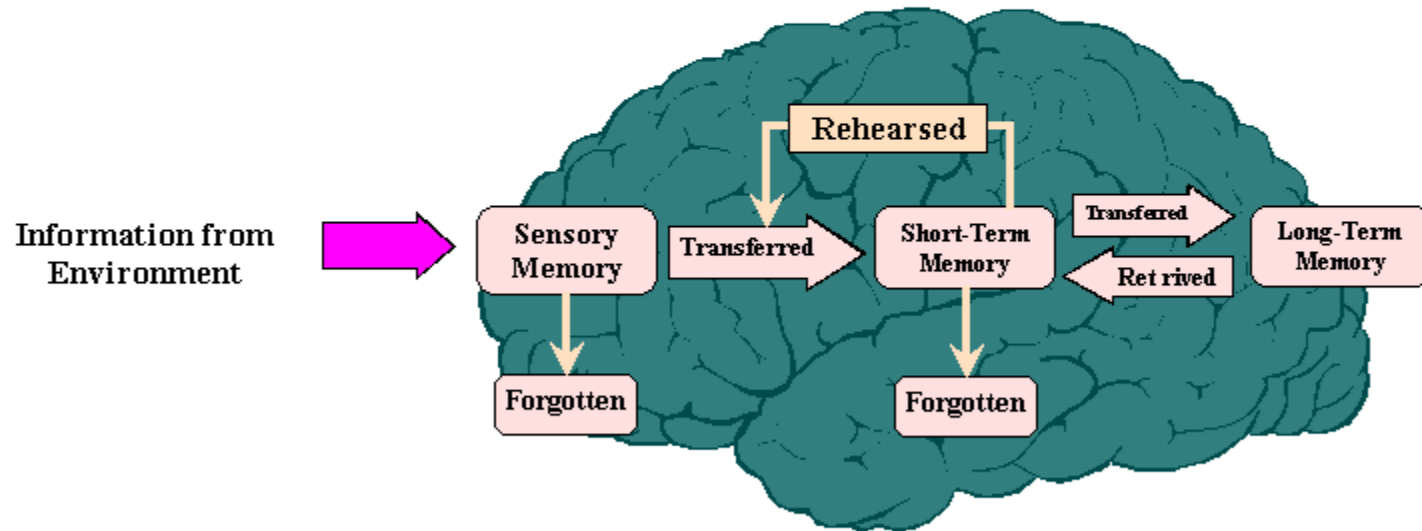 Rehearsed
Information from
Environment
Sensory
Memory
Transferred
Short-Term
Memory
Transferred
Ret rived
Long-Term
Memory
Forgotten
Forgotten